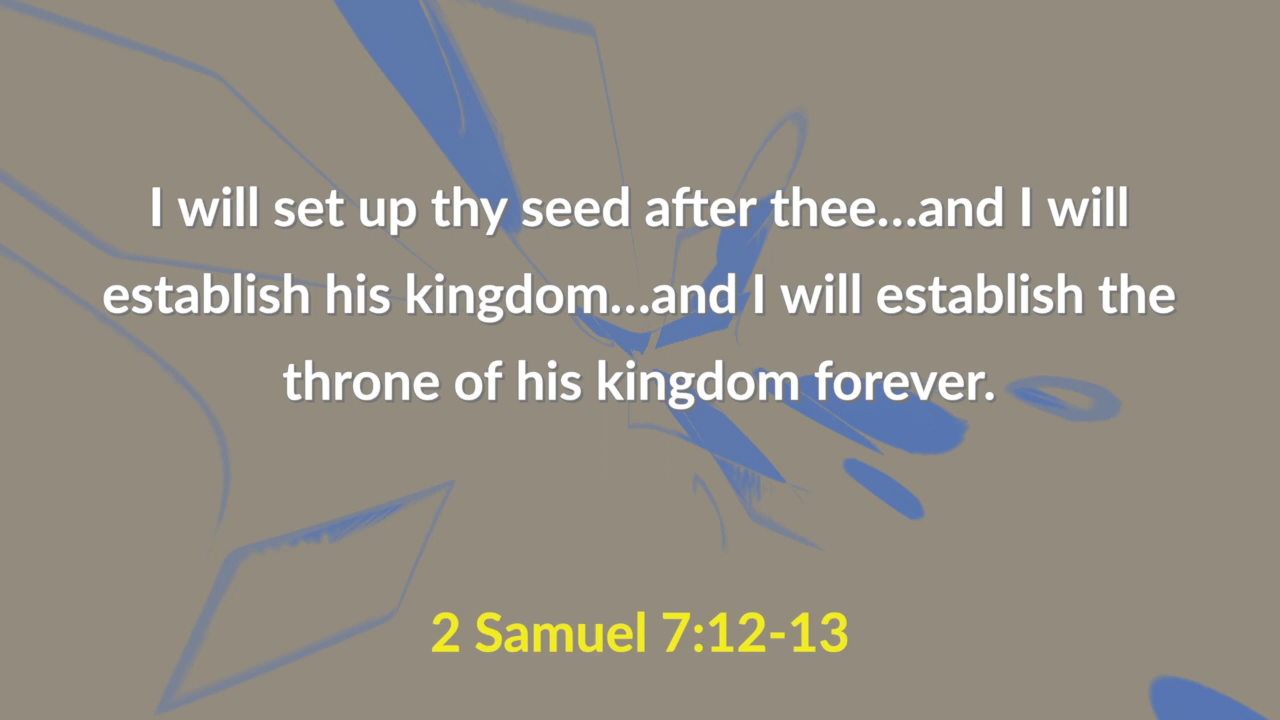 I will set up thy seed after thee...and I will
establish his kingdom...and I will establish the
throne of his kingdom forever.
2 Samuel 7:12-13